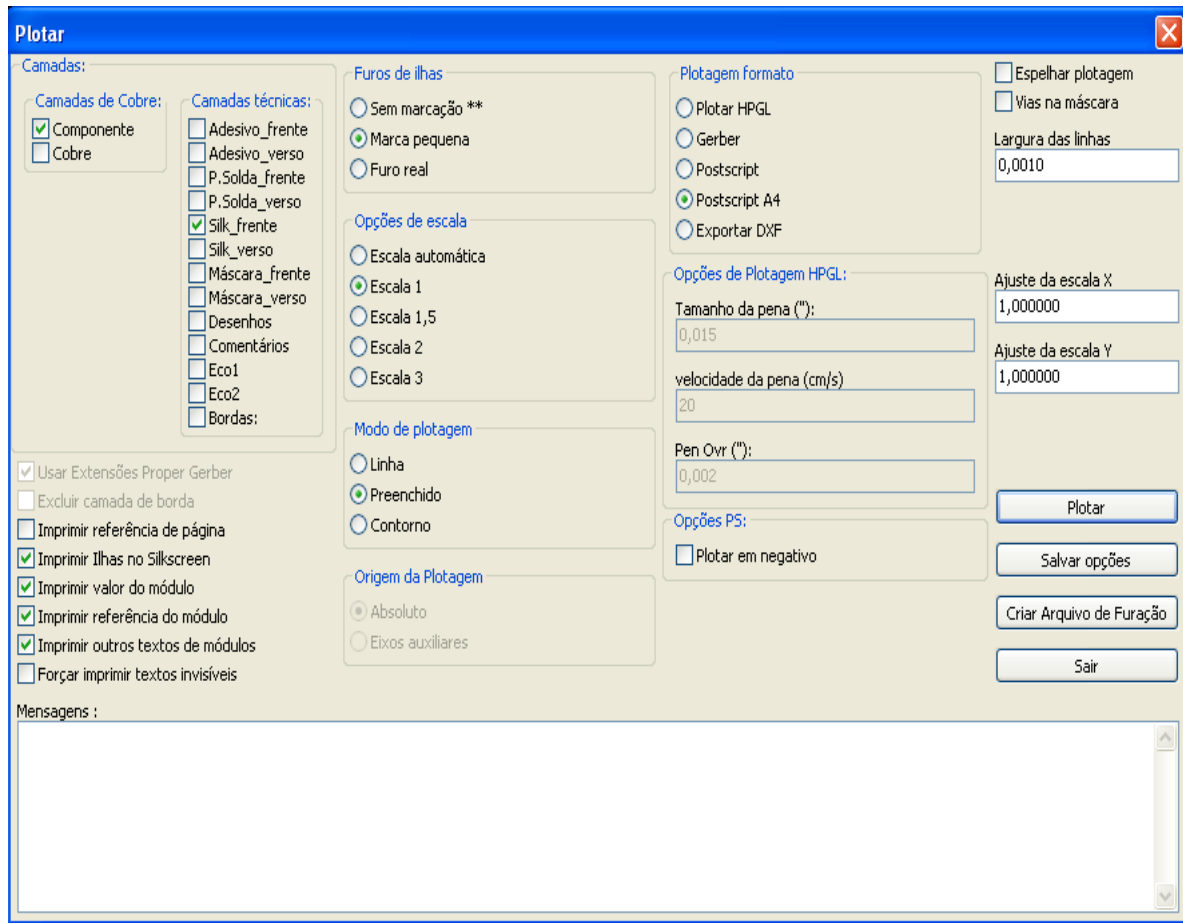 Plotar
Camadas:
Camadas de Cobre:
Componente
Cobre
Camadas técnicas:
Adesivo_frente
Adesivo_verso
P.Solda_frente
P.Solda_verso
Silk_frente
Silk_verso
Máscara_frente
Máscara_verso
Desenhos
Comentários
Eco1
Eco2
Bordas:
Usar Extensões Proper Gerber
Excluir camada de borda
Imprimir referência de página
Imprimir Ilhas no Silkscreen
Imprimir valor do módulo
Imprimir referência do módulo
Imprimir outros textos de módulos
Forçar imprimir textos invisíveis
Furos de ilhas
Sem marcação **
Marca pequena
Furo real
Opções de escala
Escala automática
Escala 1
Escala 1,5
Escala 2
Escala 3
Modo de plotagem
Linha
Preenchido
Contorno
Origem da Plotagem
Absoluto
Eixos auxiliares
Plotagem formato
Plotar HPGL
Gerber
Postscript
Postscript A4
Exportar DXF
Opções de Plotagem HPGL:
Tamanho da pena ("):
0,015
velocidade da pena (cm/s)
20
Pen Ovr ("):
0,002
Opções PS:
Plotar em negativo
Espelhar plotagem
Vias na máscara
Largura das linhas
0,0010
Ajuste da escala X
1,000000
Ajuste da escala Y
1,000000
Plotar
Salvar opções
Criar Arquivo de Furação
Sair
Mensagens :